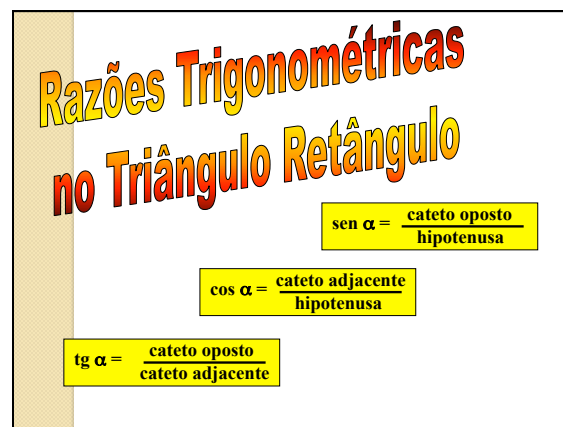 Razões Trigonométricas
no Triângulo Retângulo
sen α = cateto oposto
hipotenusa
cos α = cateto adjacente
hipotenusa
tg α = cateto oposto
cateto adjacente